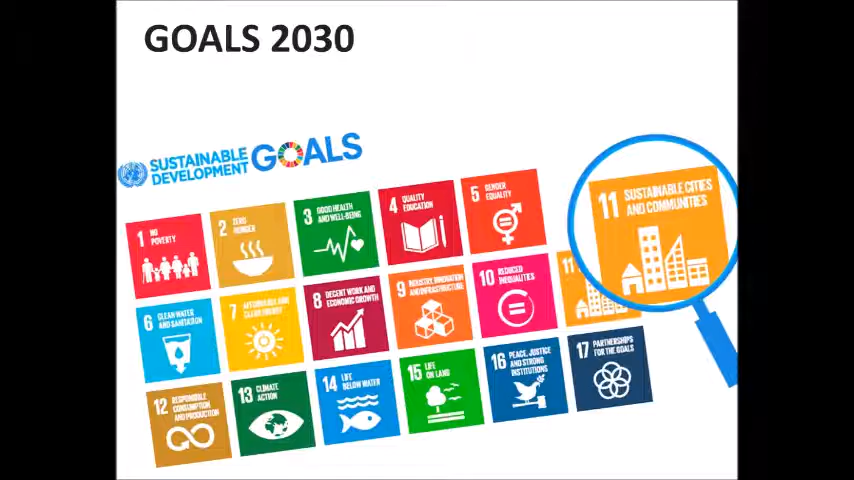 GOALS 2030
SUSTAINABLE
DEVELOPMENT
GOALS
1 NO
POVERTY
2 ZERO
HUNGER
3 GOOD HEALTH
AND WELL-BEING
4 QUALITY
EDUCATION
5 GENDER
EQUALITY
6 CLEAN WATER
AND SANITATION
7 AFFORDABLE AND
CLEAN ENERGY
8 DECENT WORK AND
ECONOMIC GROWTH
9 INDUSTRY, INNOVATION
AND INFRASTRUCTURE
10 REDUCED
INEQUALITIES
11
11 SUSTAINABLE CITIES
AND COMMUNITIES
12 RESPONSIBLE
CONSUMPTION
AND PRODUCTION
13 CLIMATE
ACTION
14 LIFE
BELOW WATER
15 LIFE
ON LAND
16 PEACE, JUSTICE
AND STRONG
INSTITUTIONS
17 PARTNERSHIPS
FOR THE GOALS